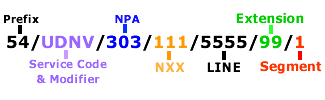 Prefix NPA Extension
54/UDNV/303/111/5555/99/1
Service Code NXX LINE Segment
& Modifier